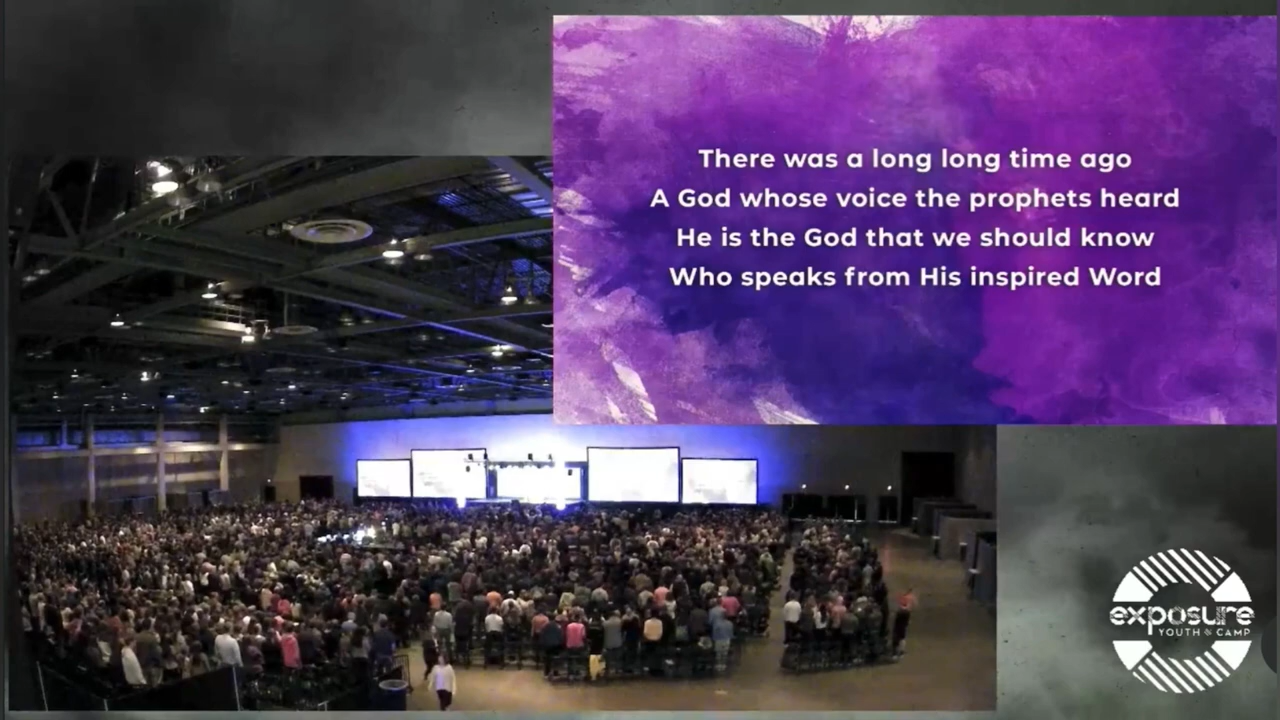 There was a long long time ago
A God whose voice the prophets heard
He is the God that we should know
Who speaks from His inspired Word
exposure
YOUTH CAMP